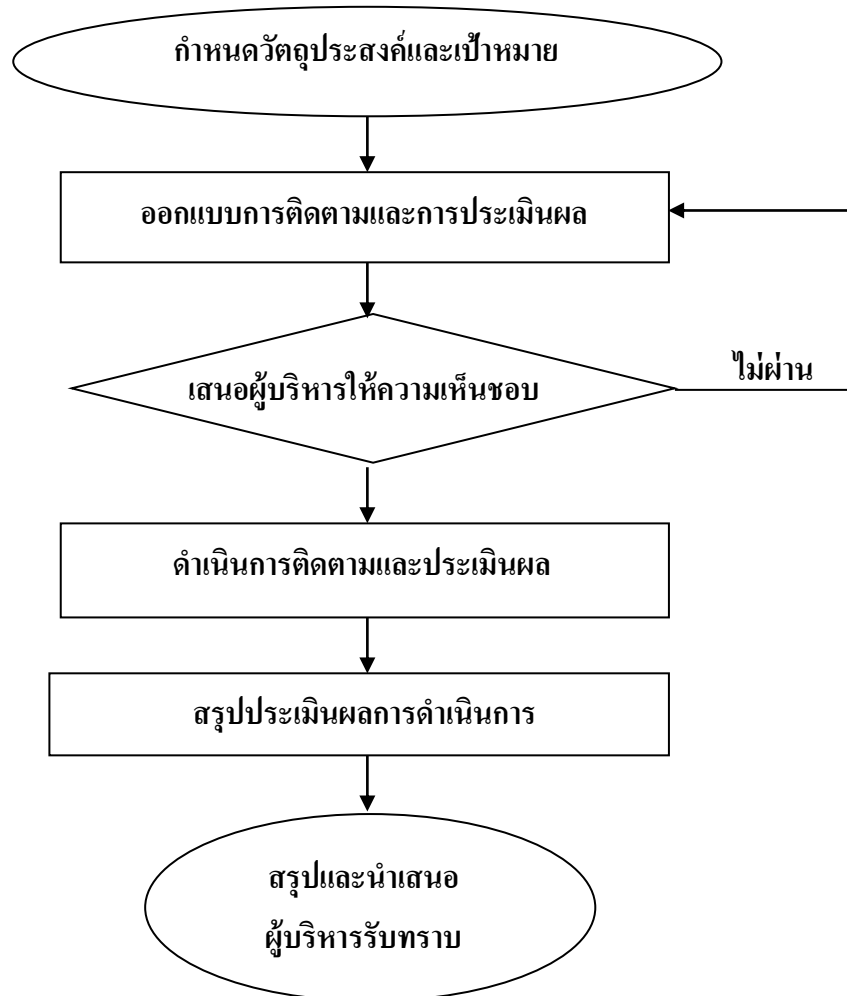 กำหนดวัตถุประสงค์และเป้าหมาย
ออกแบบการติดตามและการประเมินผล
เสนอผู้บริหารให้ความเห็นชอบ
ไม่ผ่าน
ดำเนินการติดตามและประเมินผล
สรุปประเมินผลการดำเนินการ
สรุปและนำเสนอ
ผู้บริหารรับทราบ